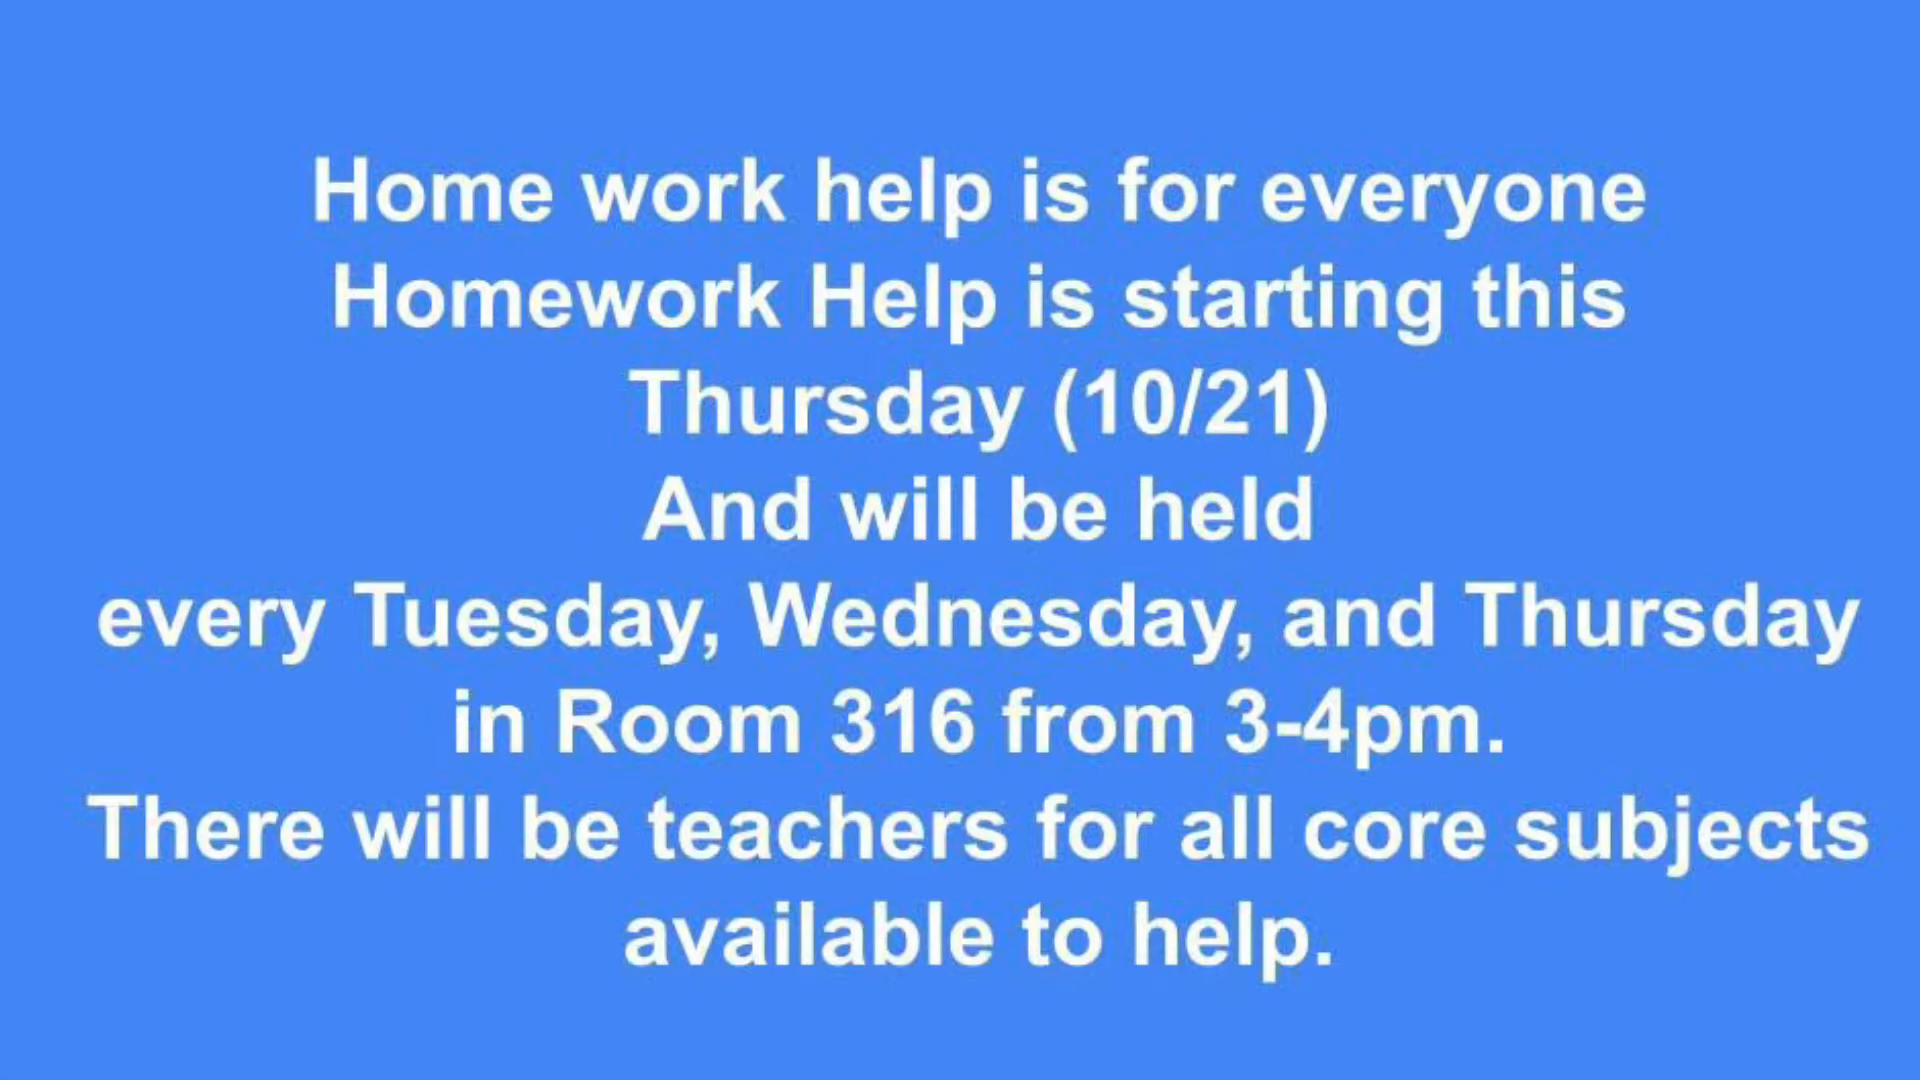 Home work help is for everyone
Homework Help is starting this
Thursday (10/21)
And will be held
every Tuesday, Wednesday, and Thursday
in Room 316 from 3-4pm.
There will be teachers for all core subjects
available to help.